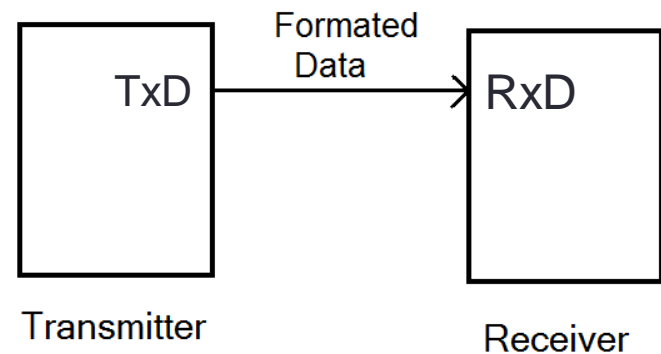 Formated
Data
TxD
RxD
Transmitter
Receiver